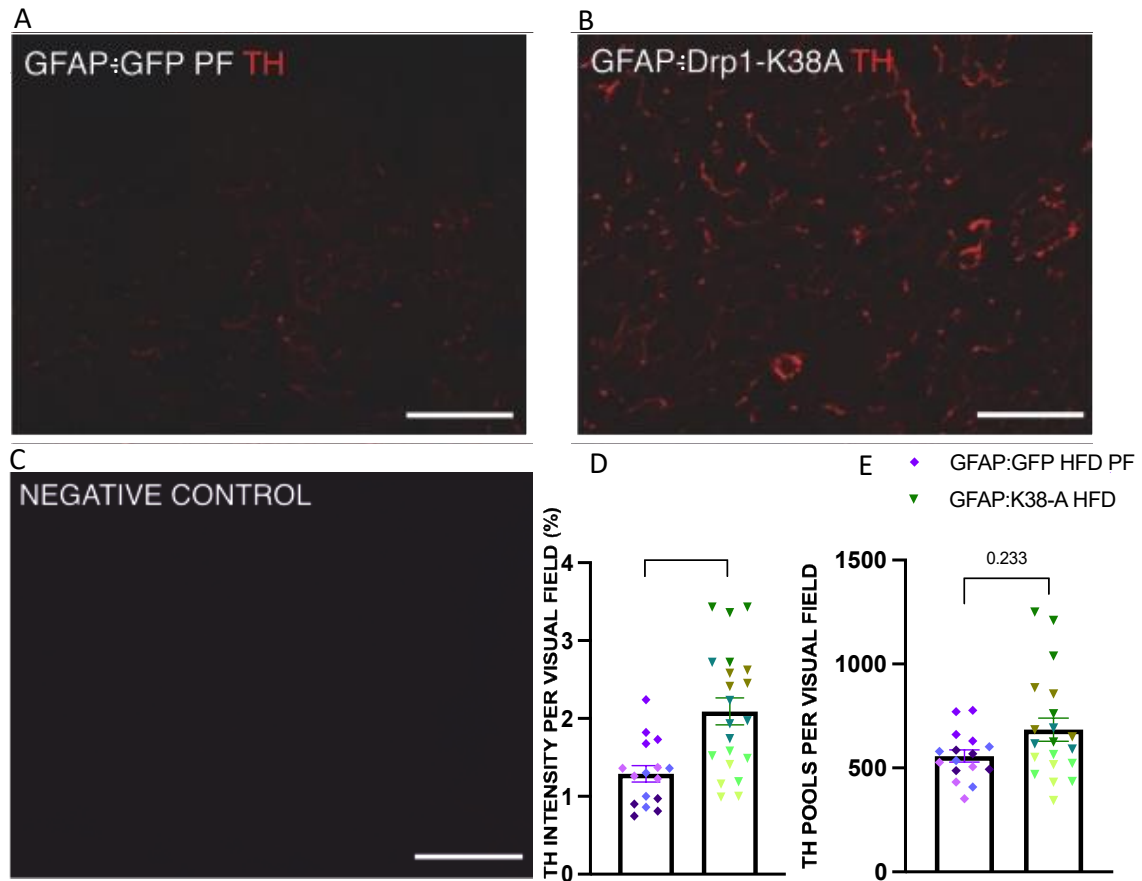 A
GFAP:GFP PF TH
B
GFAP:Drp1-K38A TH
C
NEGATIVE CONTROL
D
TH INTENSITY PER VISUAL FIELD (%)
4
3
2
1
0
E
GFAP:GFP HFD PF
GFAP:K38-A HFD
TH POOLS PER VISUAL FIELD
1500
1000
500
0
0.233